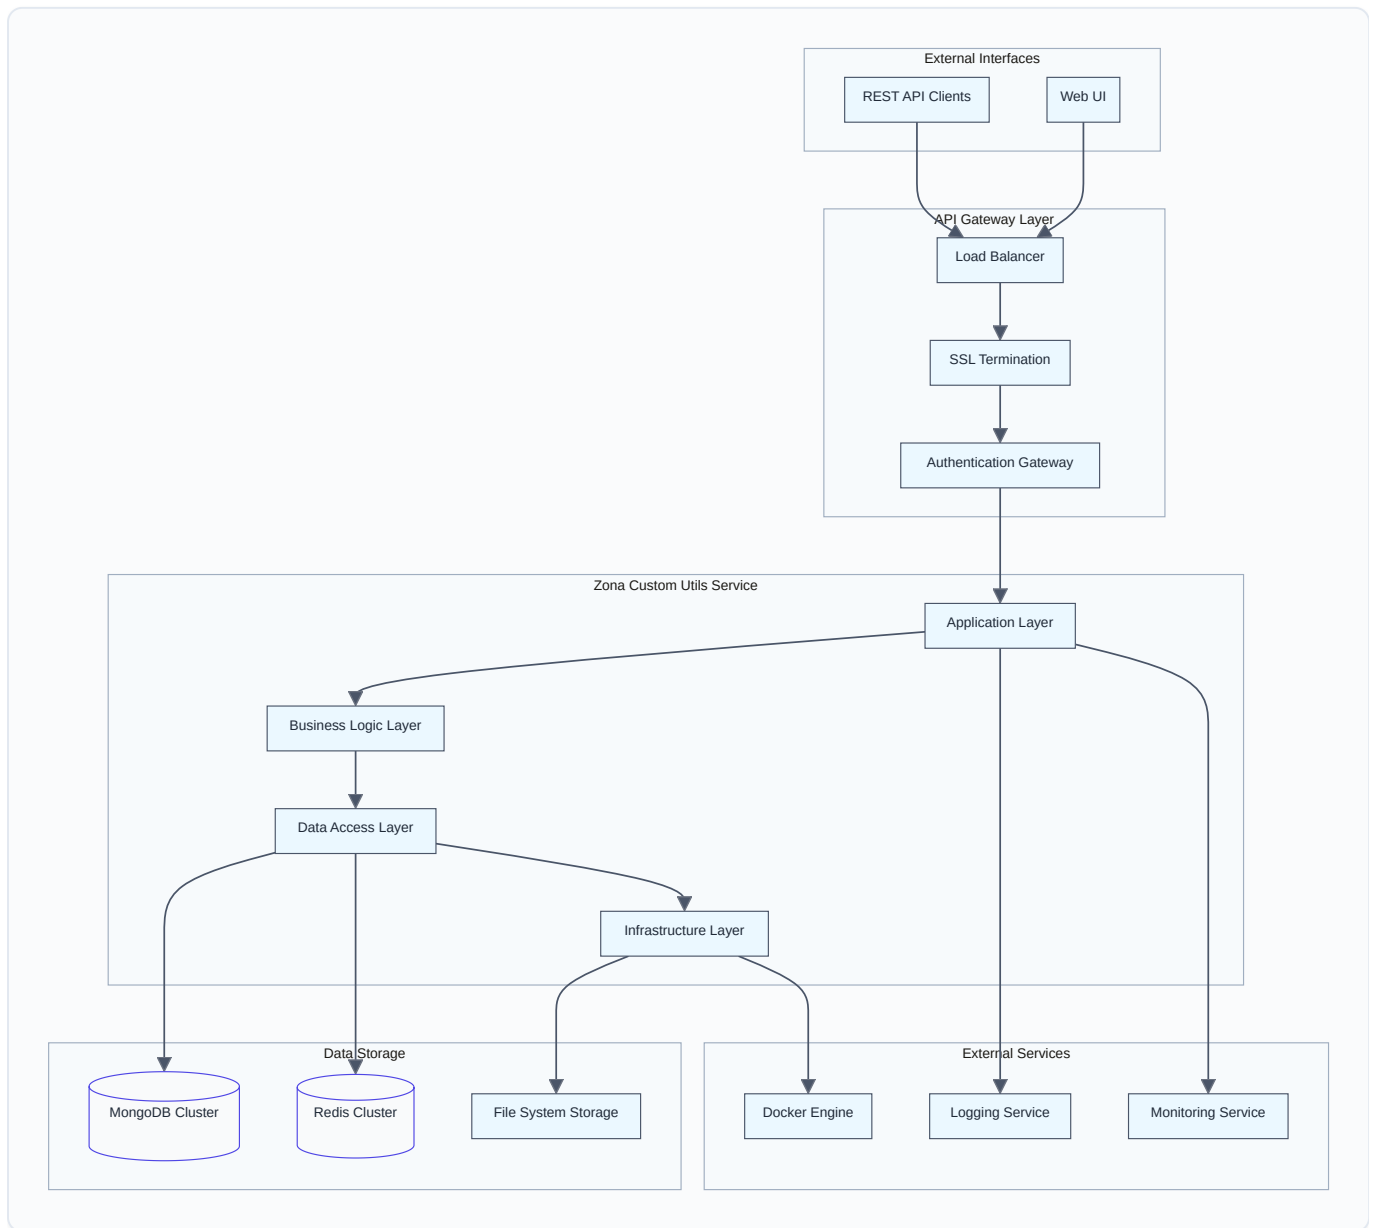 External Interfaces
REST API Clients
Web UI
API Gateway Layer
Load Balancer
SSL Termination
Authentication Gateway
Zona Custom Utils Service
Application Layer
Business Logic Layer
Data Access Layer
Infrastructure Layer
Data Storage
MongoDB Cluster
Redis Cluster
File System Storage
External Services
Docker Engine
Logging Service
Monitoring Service